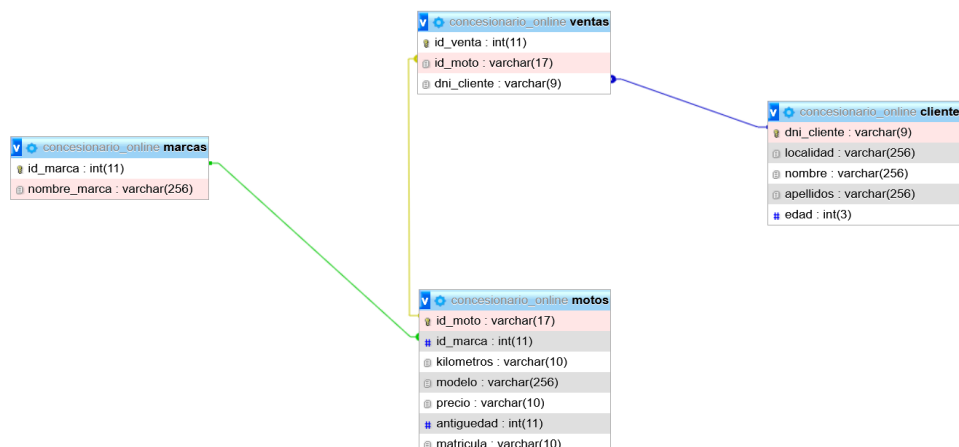 concesionario_online ventas
id_venta : int(11)
id_moto : varchar(17)
dni_cliente : varchar(9)
concesionario_online cliente
dni_cliente : varchar(9)
localidad : varchar(256)
nombre : varchar(256)
apellidos : varchar(256)
edad : int(3)
concesionario_online marcas
id_marca : int(11)
nombre_marca : varchar(256)
concesionario_online motos
id_moto : varchar(17)
id_marca : int(11)
kilometros : varchar(10)
modelo : varchar(256)
precio : varchar(10)
antiguedad : int(11)
matricula : varchar(10)